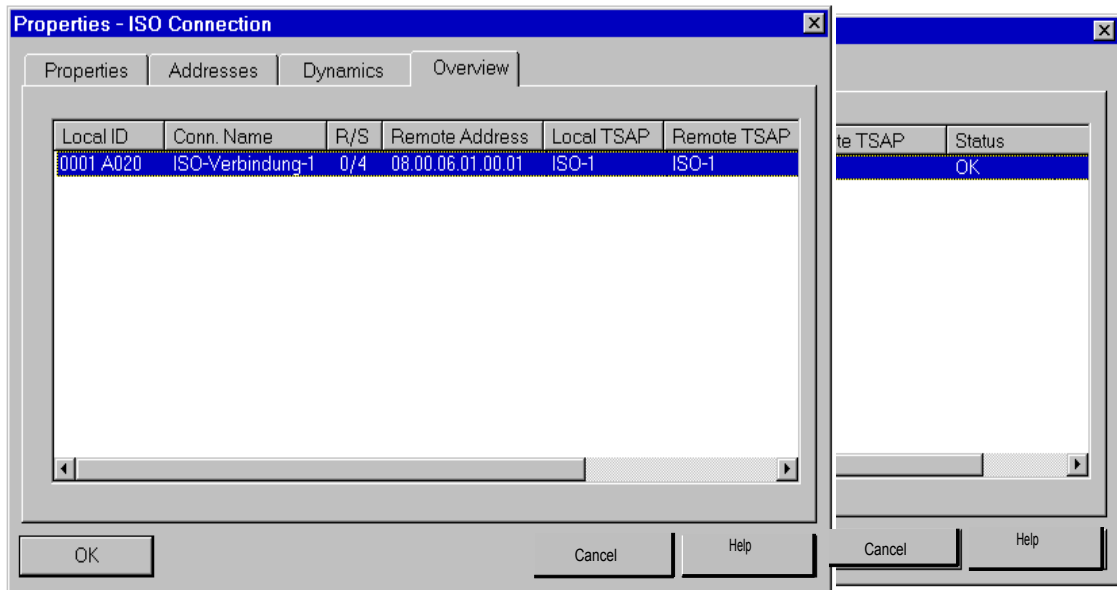 Properties - ISO Connection
Properties Addresses Dynamics Overview
Local ID Conn. Name R/S Remote Address Local TSAP Remote TSAP
0001 A020 ISO-Verbindung-1 0/4 08.00.06.01.00.01 ISO-1 ISO-1
OK Cancel Help
te TSAP Status
OK
Cancel Help